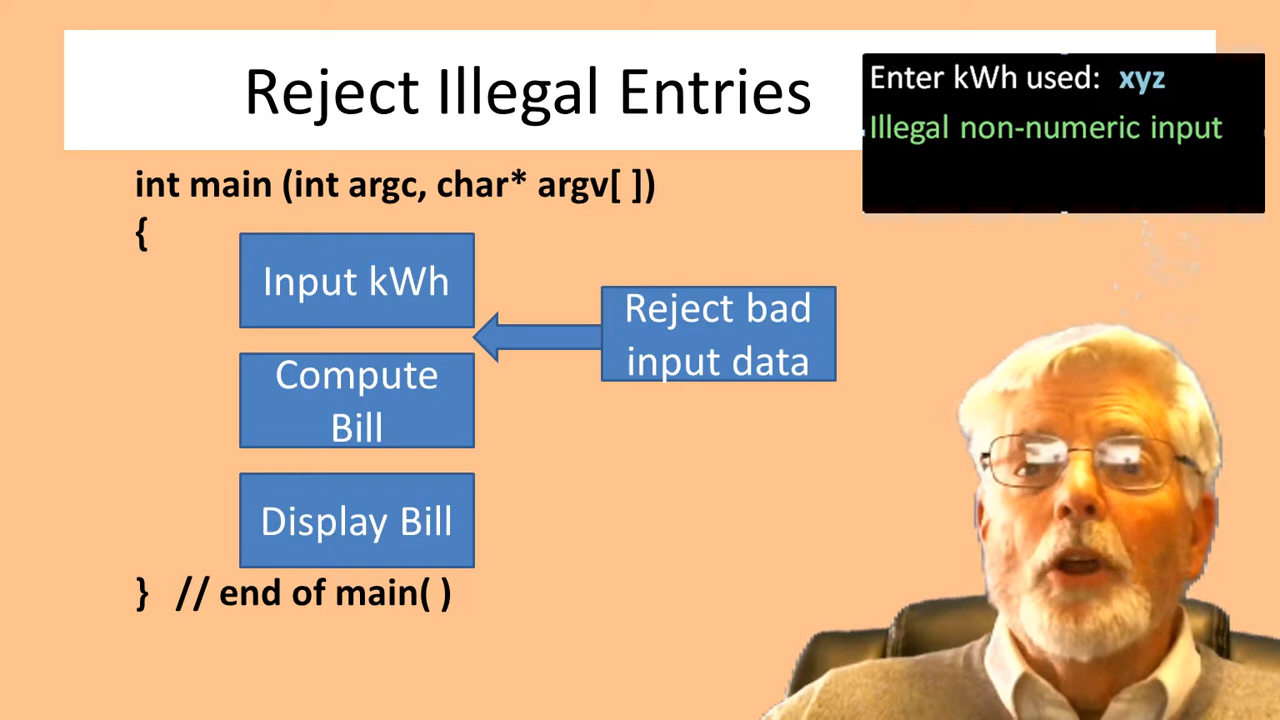 Reject Illegal Entries
Enter kWh used: xyz
Illegal non-numeric input
int main (int argc, char* argv[ ])
{
Input kWh
Reject bad
input data
Compute
Bill
Display Bill
} // end of main( )